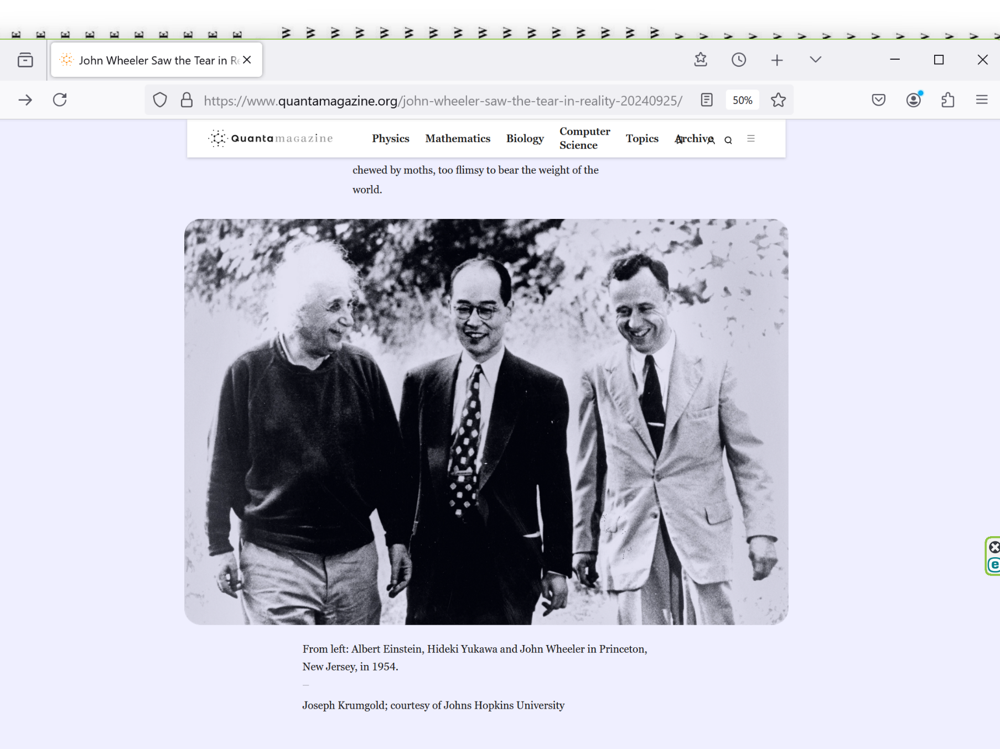 E E E E E E E E E E W W W W W W W W W W W W W W W W
John Wheeler Saw the Tear in Re
https://www.quantamagazine.org/john-wheeler-saw-the-tear-in-reality-20240925/
50%
Quantamagazine
Physics
Mathematics
Biology
Computer
Science
Topics
Archive
chewed by moths, too flimsy to bear the weight of the
world.
e
From left: Albert Einstein, Hideki Yukawa and John Wheeler in Princeton,
New Jersey, in 1954.
—
Joseph Krumgold; courtesy of Johns Hopkins University